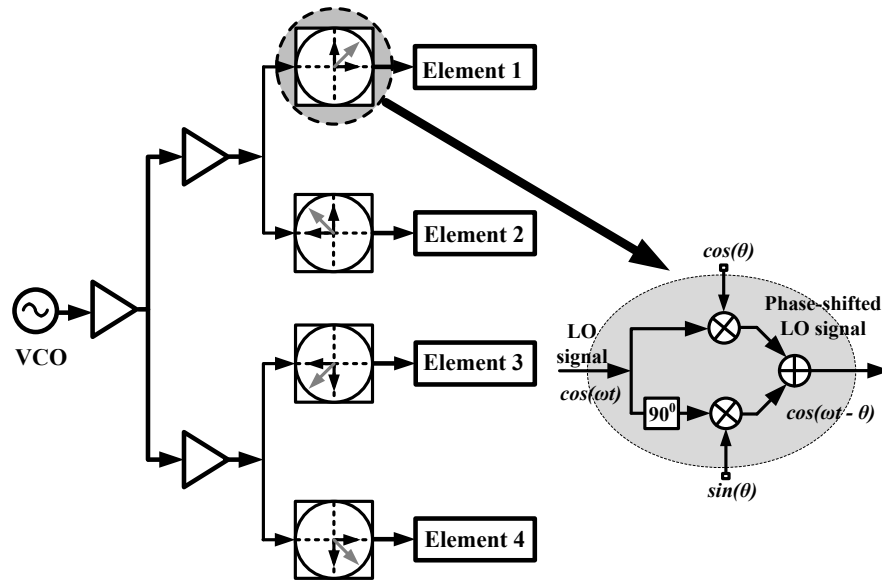 Element 1
Element 2
VCO
Element 3
Element 4
cos(θ)
Phase-shifted
LO signal
LO
signal
cos(ωt)
90⁰
cos(ωt - θ)
sin(θ)